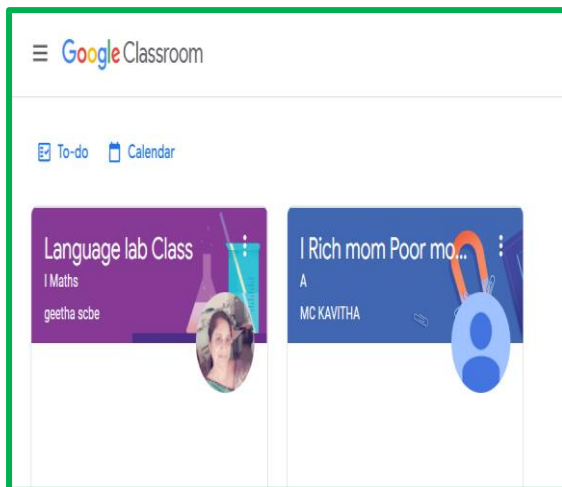 Google Classroom
To-do Calendar
Language lab Class
I Maths
geetha scbe
I Rich mom Poor mo...
A
MC KAVITHA